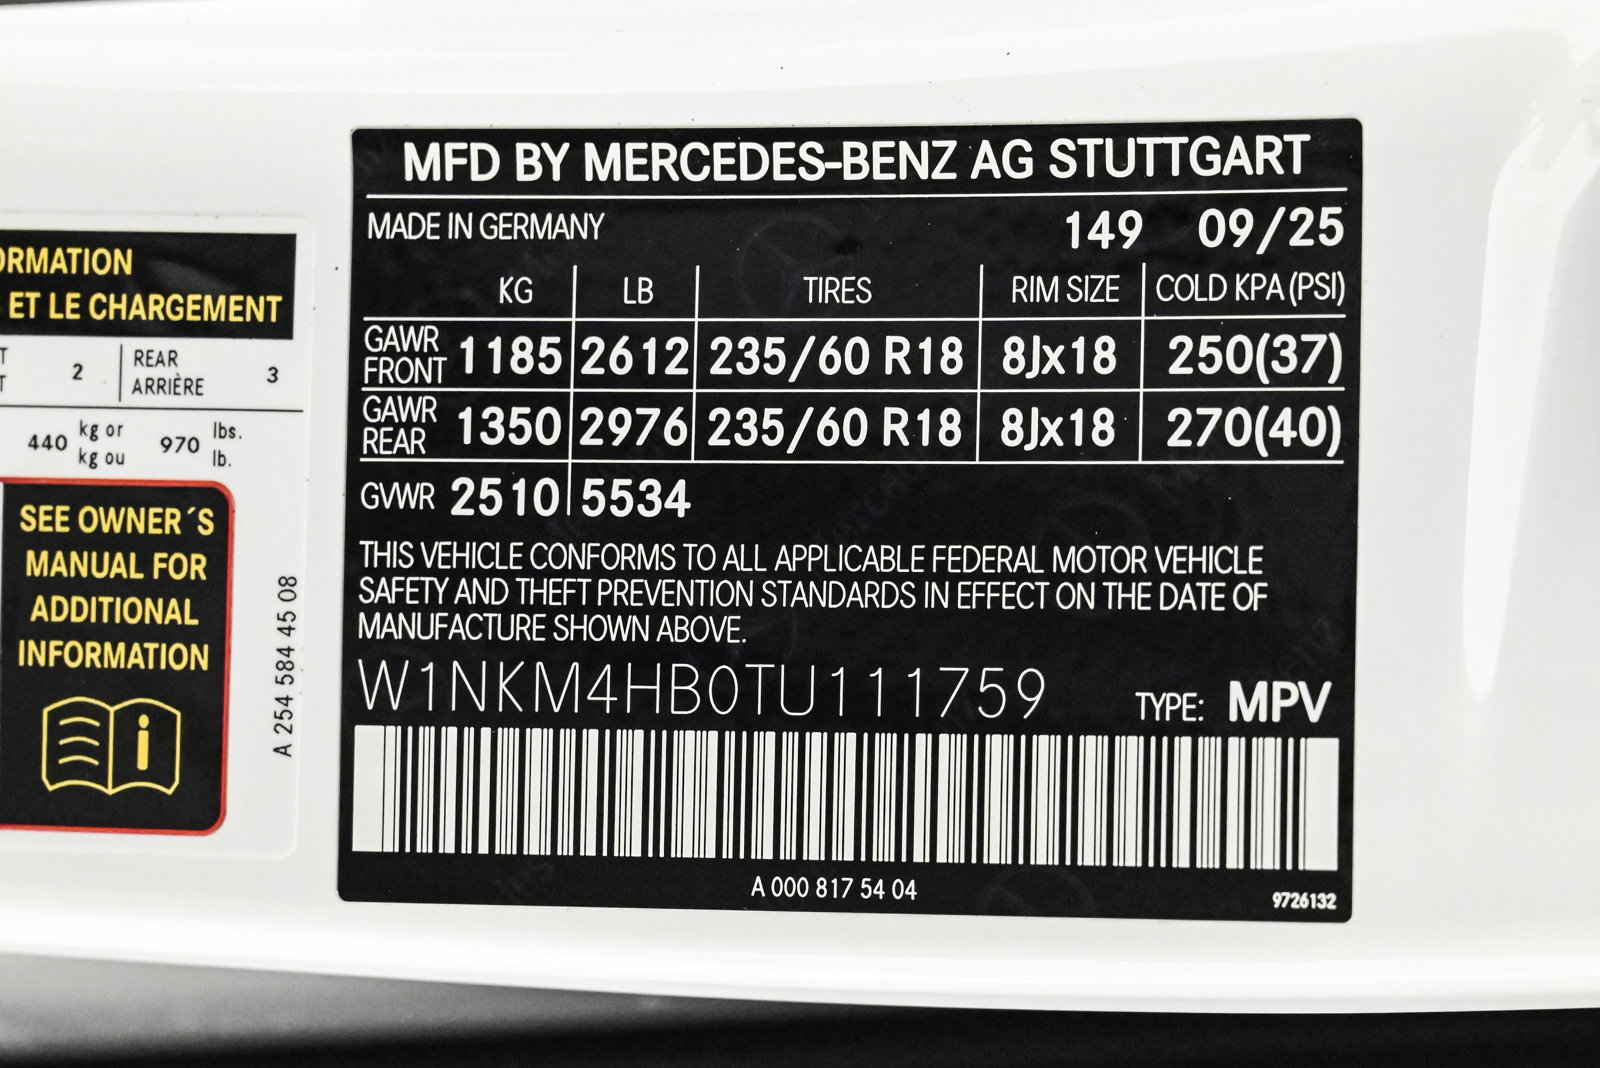 ORMATION
ET LE CHARGEMENT
T
T
2
REAR
ARRIÈRE
3
440 kg or
kg ou
970 lbs.
lb.
SEE OWNER´S
MANUAL FOR
ADDITIONAL
INFORMATION
i
A 254 584 45 08
MFD BY MERCEDES-BENZ AG STUTTGART
MADE IN GERMANY 149 09/25
KG LB TIRES RIM SIZE COLD KPA (PSI)
GAWR
FRONT 1185 2612 235/60 R18 8Jx18 250(37)
GAWR
REAR 1350 2976 235/60 R18 8Jx18 270(40)
GVWR 2510 5534
THIS VEHICLE CONFORMS TO ALL APPLICABLE FEDERAL MOTOR VEHICLE
SAFETY AND THEFT PREVENTION STANDARDS IN EFFECT ON THE DATE OF
MANUFACTURE SHOWN ABOVE.
W1NKM4HB0TU111759 TYPE: MPV
A 000 817 54 04
9726132